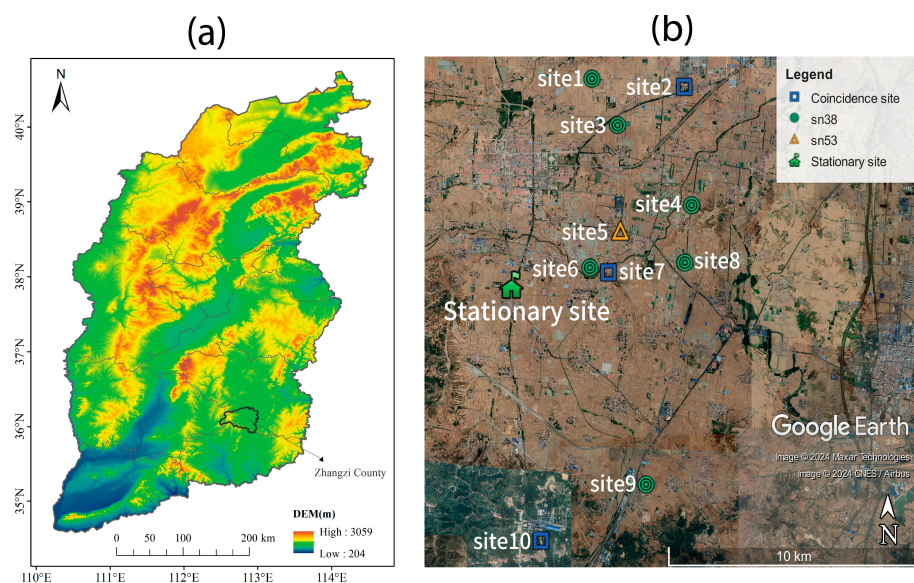 (a)
(b)
N
40°N
39°N
38°N
37°N
36°N
35°N
110°E
111°E
112°E
113°E
114°E
Zhangzi County
DEM(m)
High : 3059
Low : 204
0
50
100
200 km
site1
site2
site3
site4
site5
site6
site7
site8
Stationary site
site9
site10
Legend
Coincidence site
sn38
sn53
Stationary site
Google Earth
Image © 2024 Maxar Technologies
Image © 2024 CNES / Airbus
N
10 km